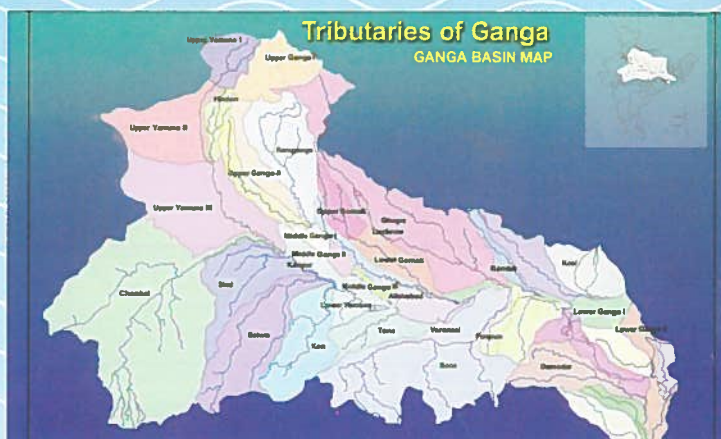 Tributaries of Ganga
GANGA BASIN MAP
Upper Yamuna I
Upper Ganga I
Hindon
Upper Yamuna II
Ramganga
Upper Ganga-II
Upper Yamuna III
Upper Gomati
Ghagra
Lucknow
Middle Ganga I
Middle Ganga II
Lower Gomati
Kanpur
Gandak
Kosi
Chambal
Sind
Middle Ganga III
Allahabad
Lower Yamuna
Lower Ganga I
Lower Ganga II
Betwa
Ken
Tons
Varanasi
Punpun
Sone
Damodar